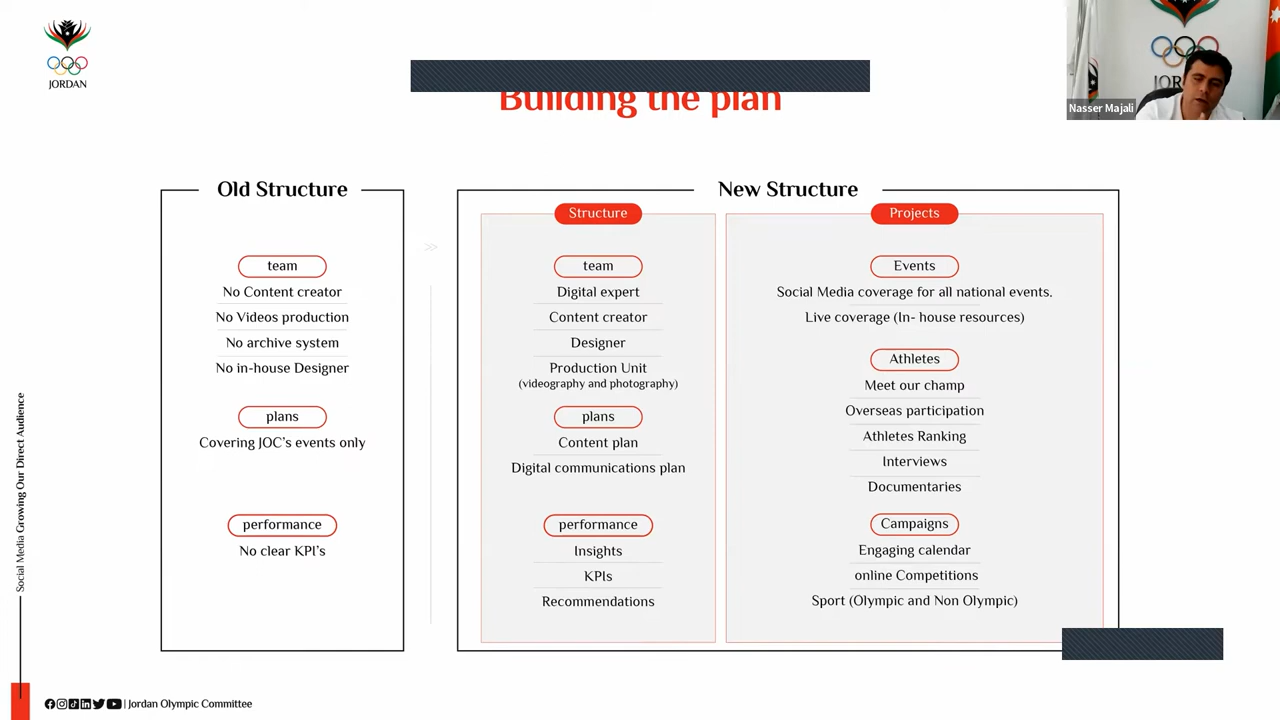 JORDAN
Building the plan
JORDAN
Nasser Majali
Old Structure
team
No Content creator
No Videos production
No archive system
No in-house Designer
plans
Covering JOC's events only
performance
No clear KPI's
New Structure
Structure
team
Digital expert
Content creator
Designer
Production Unit
(videography and photography)
plans
Content plan
Digital communications plan
performance
Insights
KPIs
Recommendations
Projects
Events
Social Media coverage for all national events.
Live coverage (In- house resources)
Athletes
Meet our champ
Overseas participation
Athletes Ranking
Interviews
Documentaries
Campaigns
Engaging calendar
online Competitions
Sport (Olympic and Non Olympic)
Social Media Growing Our Direct Audience
| Jordan Olympic Committee